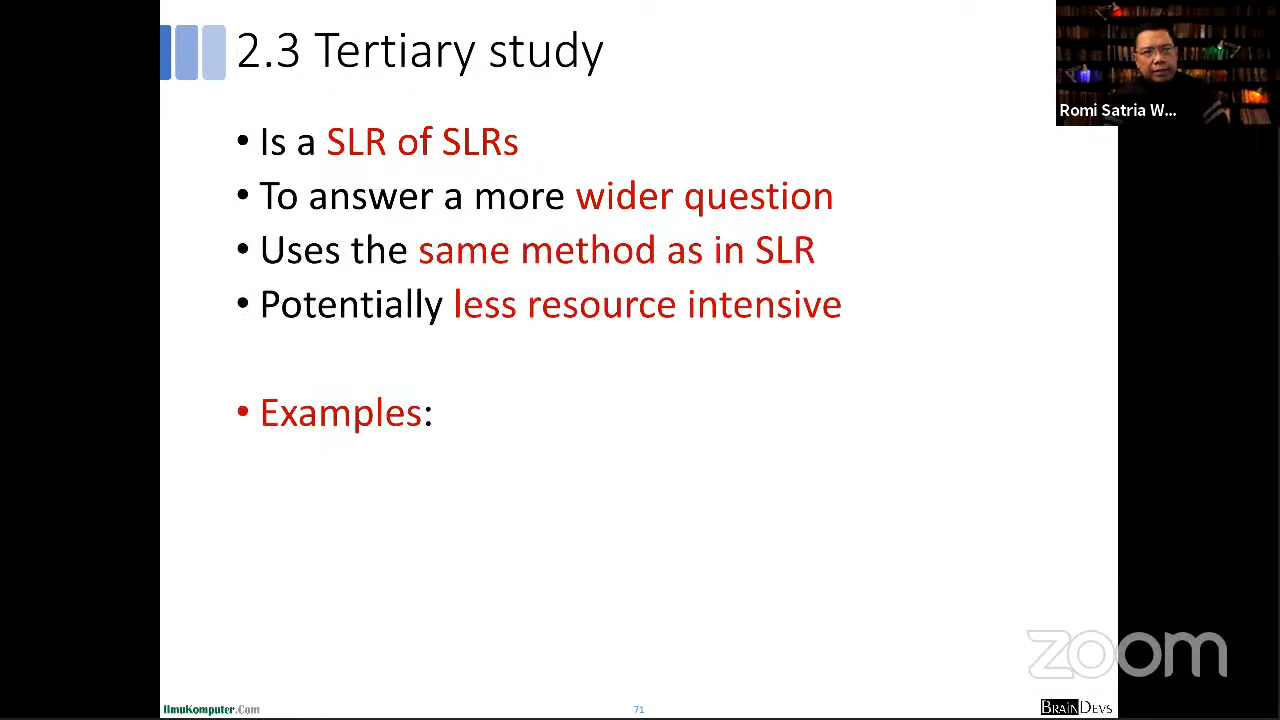 2.3 Tertiary study
Romi Satria W...
• Is a SLR of SLRs
• To answer a more wider question
• Uses the same method as in SLR
• Potentially less resource intensive
• Examples:
zoom
IlmuKomputer.Com
71
BRAINDEVS